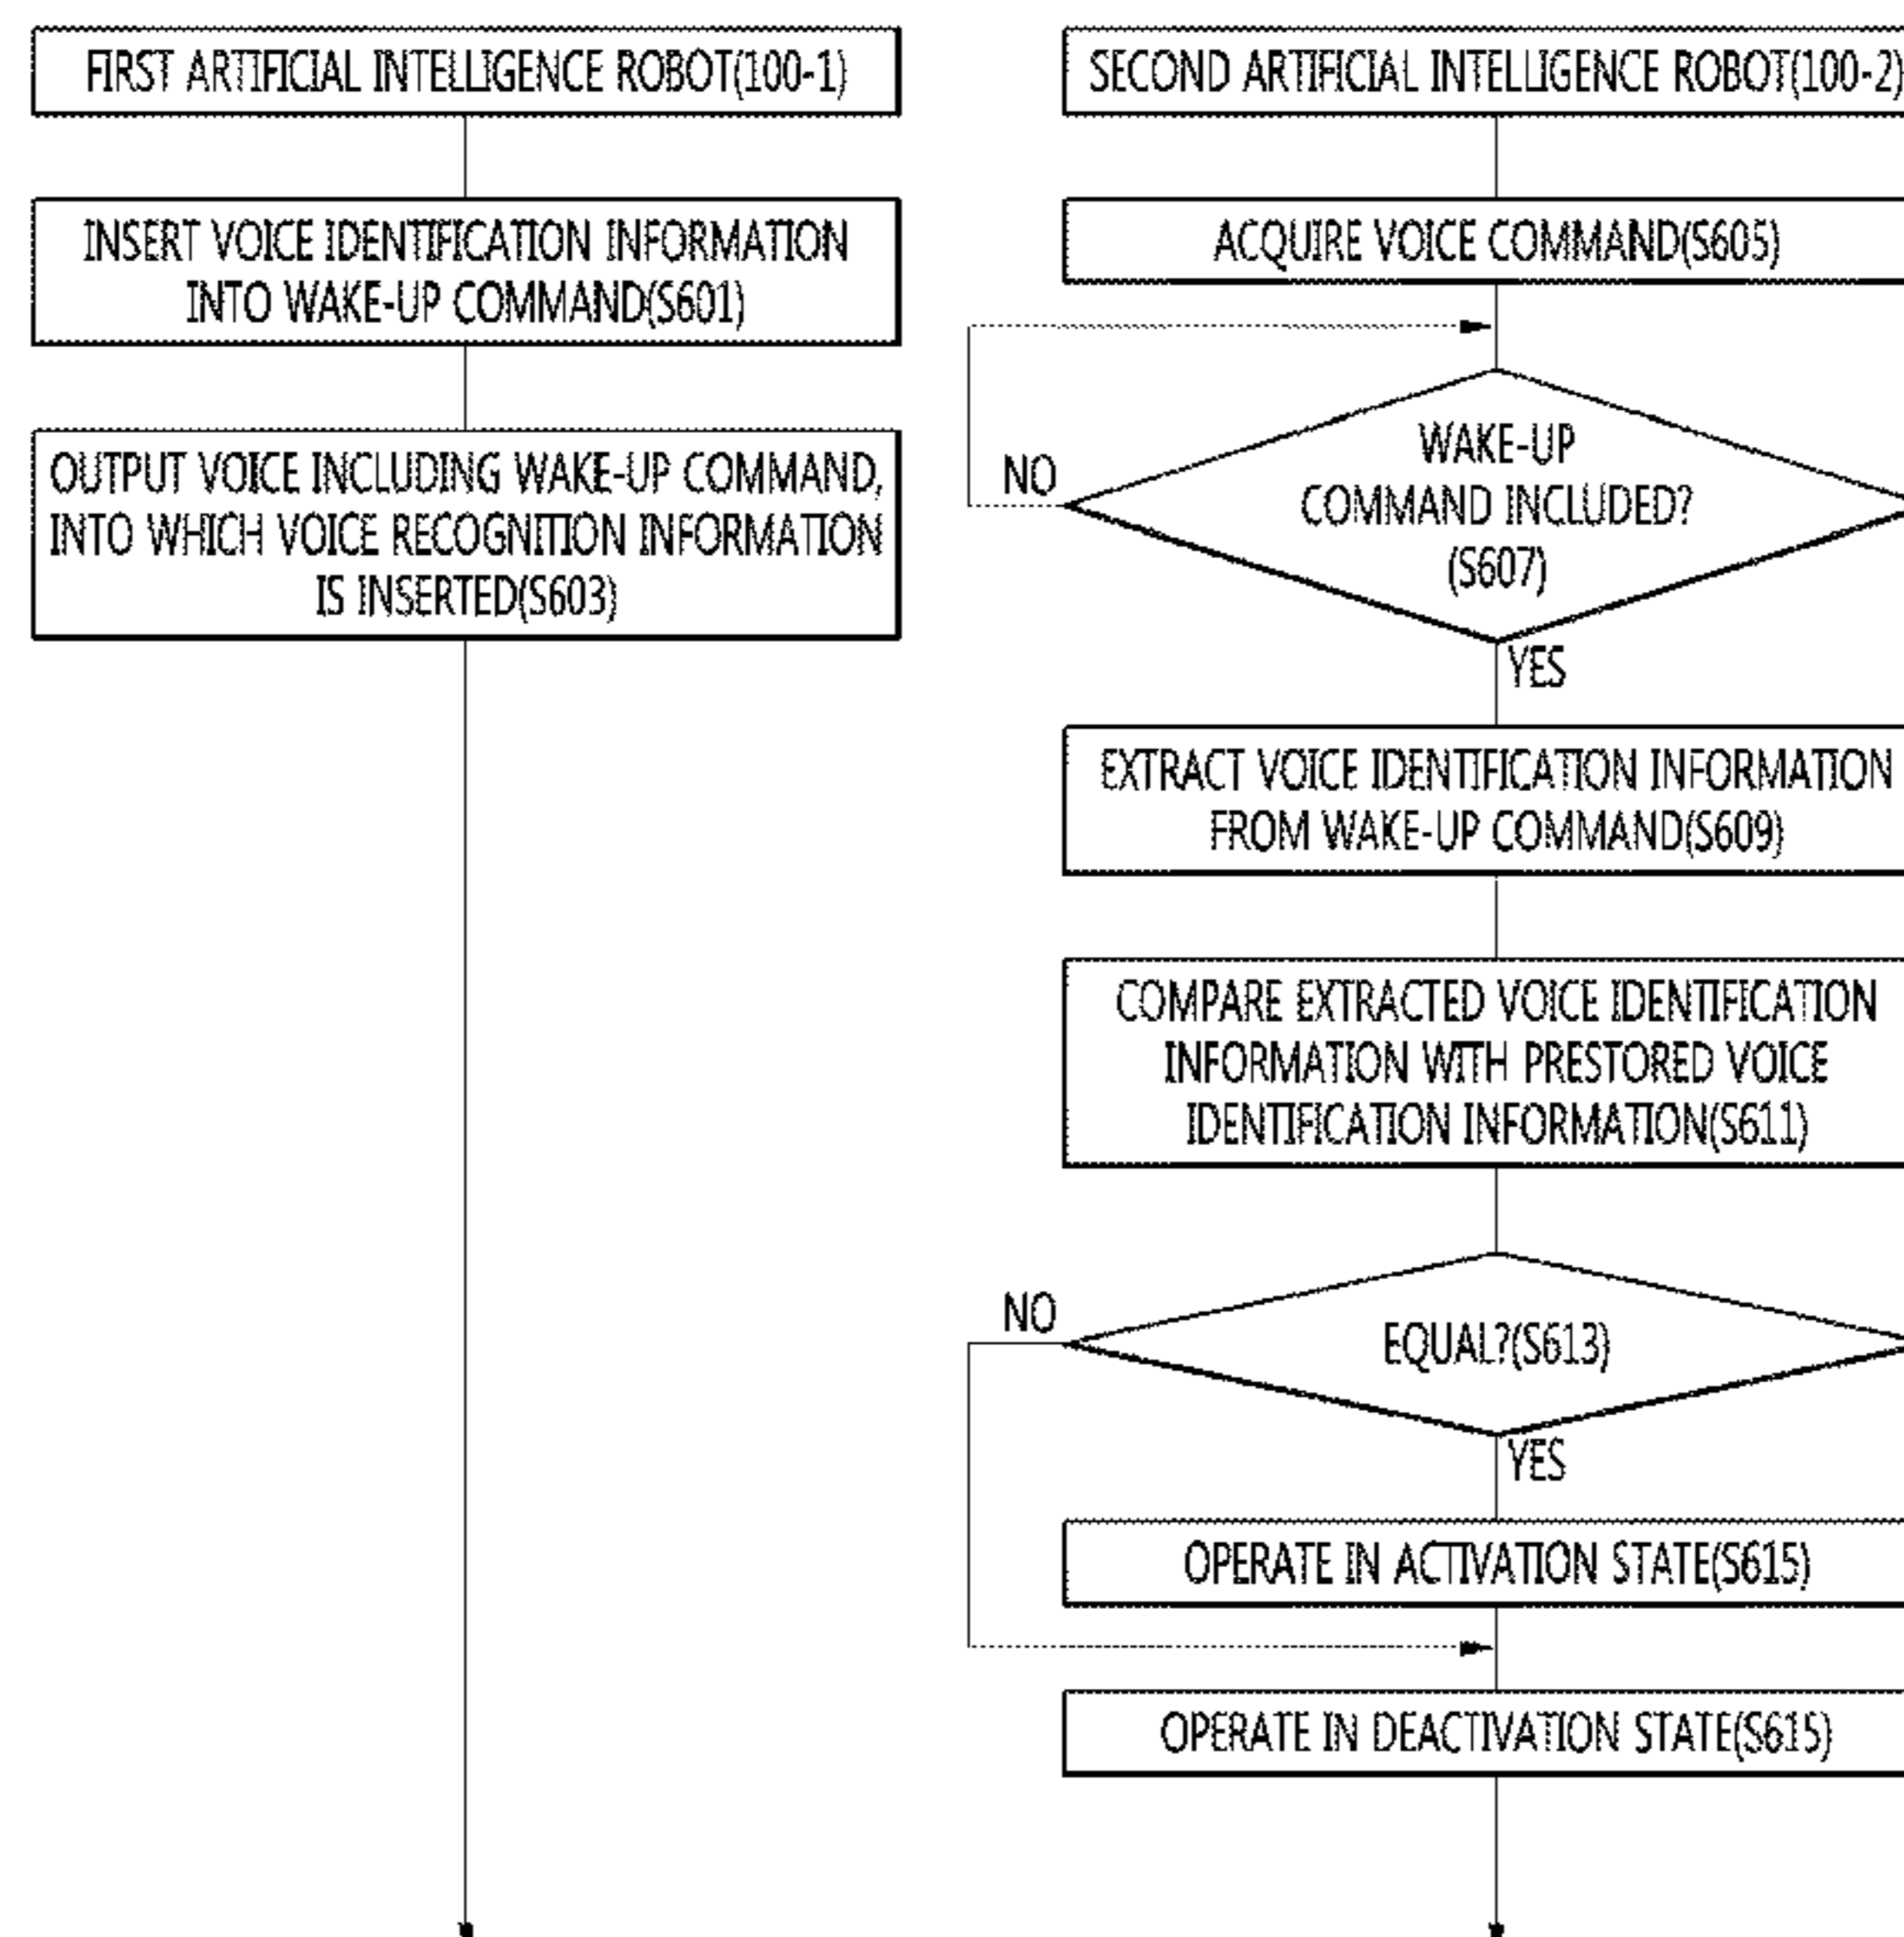 FIRST ARTIFICIAL INTELLIGENCE ROBOT(100-1)
INSERT VOICE IDENTIFICATION INFORMATION
INTO WAKE-UP COMMAND(S601)
OUTPUT VOICE INCLUDING WAKE-UP COMMAND,
INTO WHICH VOICE RECOGNITION INFORMATION
IS INSERTED(S603)
SECOND ARTIFICIAL INTELLIGENCE ROBOT(100-2)
ACQUIRE VOICE COMMAND(S605)
WAKE-UP
COMMAND INCLUDED?
(S607)
NO
YES
EXTRACT VOICE IDENTIFICATION INFORMATION
FROM WAKE-UP COMMAND(S609)
COMPARE EXTRACTED VOICE IDENTIFICATION
INFORMATION WITH PRESTORED VOICE
IDENTIFICATION INFORMATION(S611)
NO
EQUAL?(S613)
YES
OPERATE IN ACTIVATION STATE(S615)
OPERATE IN DEACTIVATION STATE(S615)